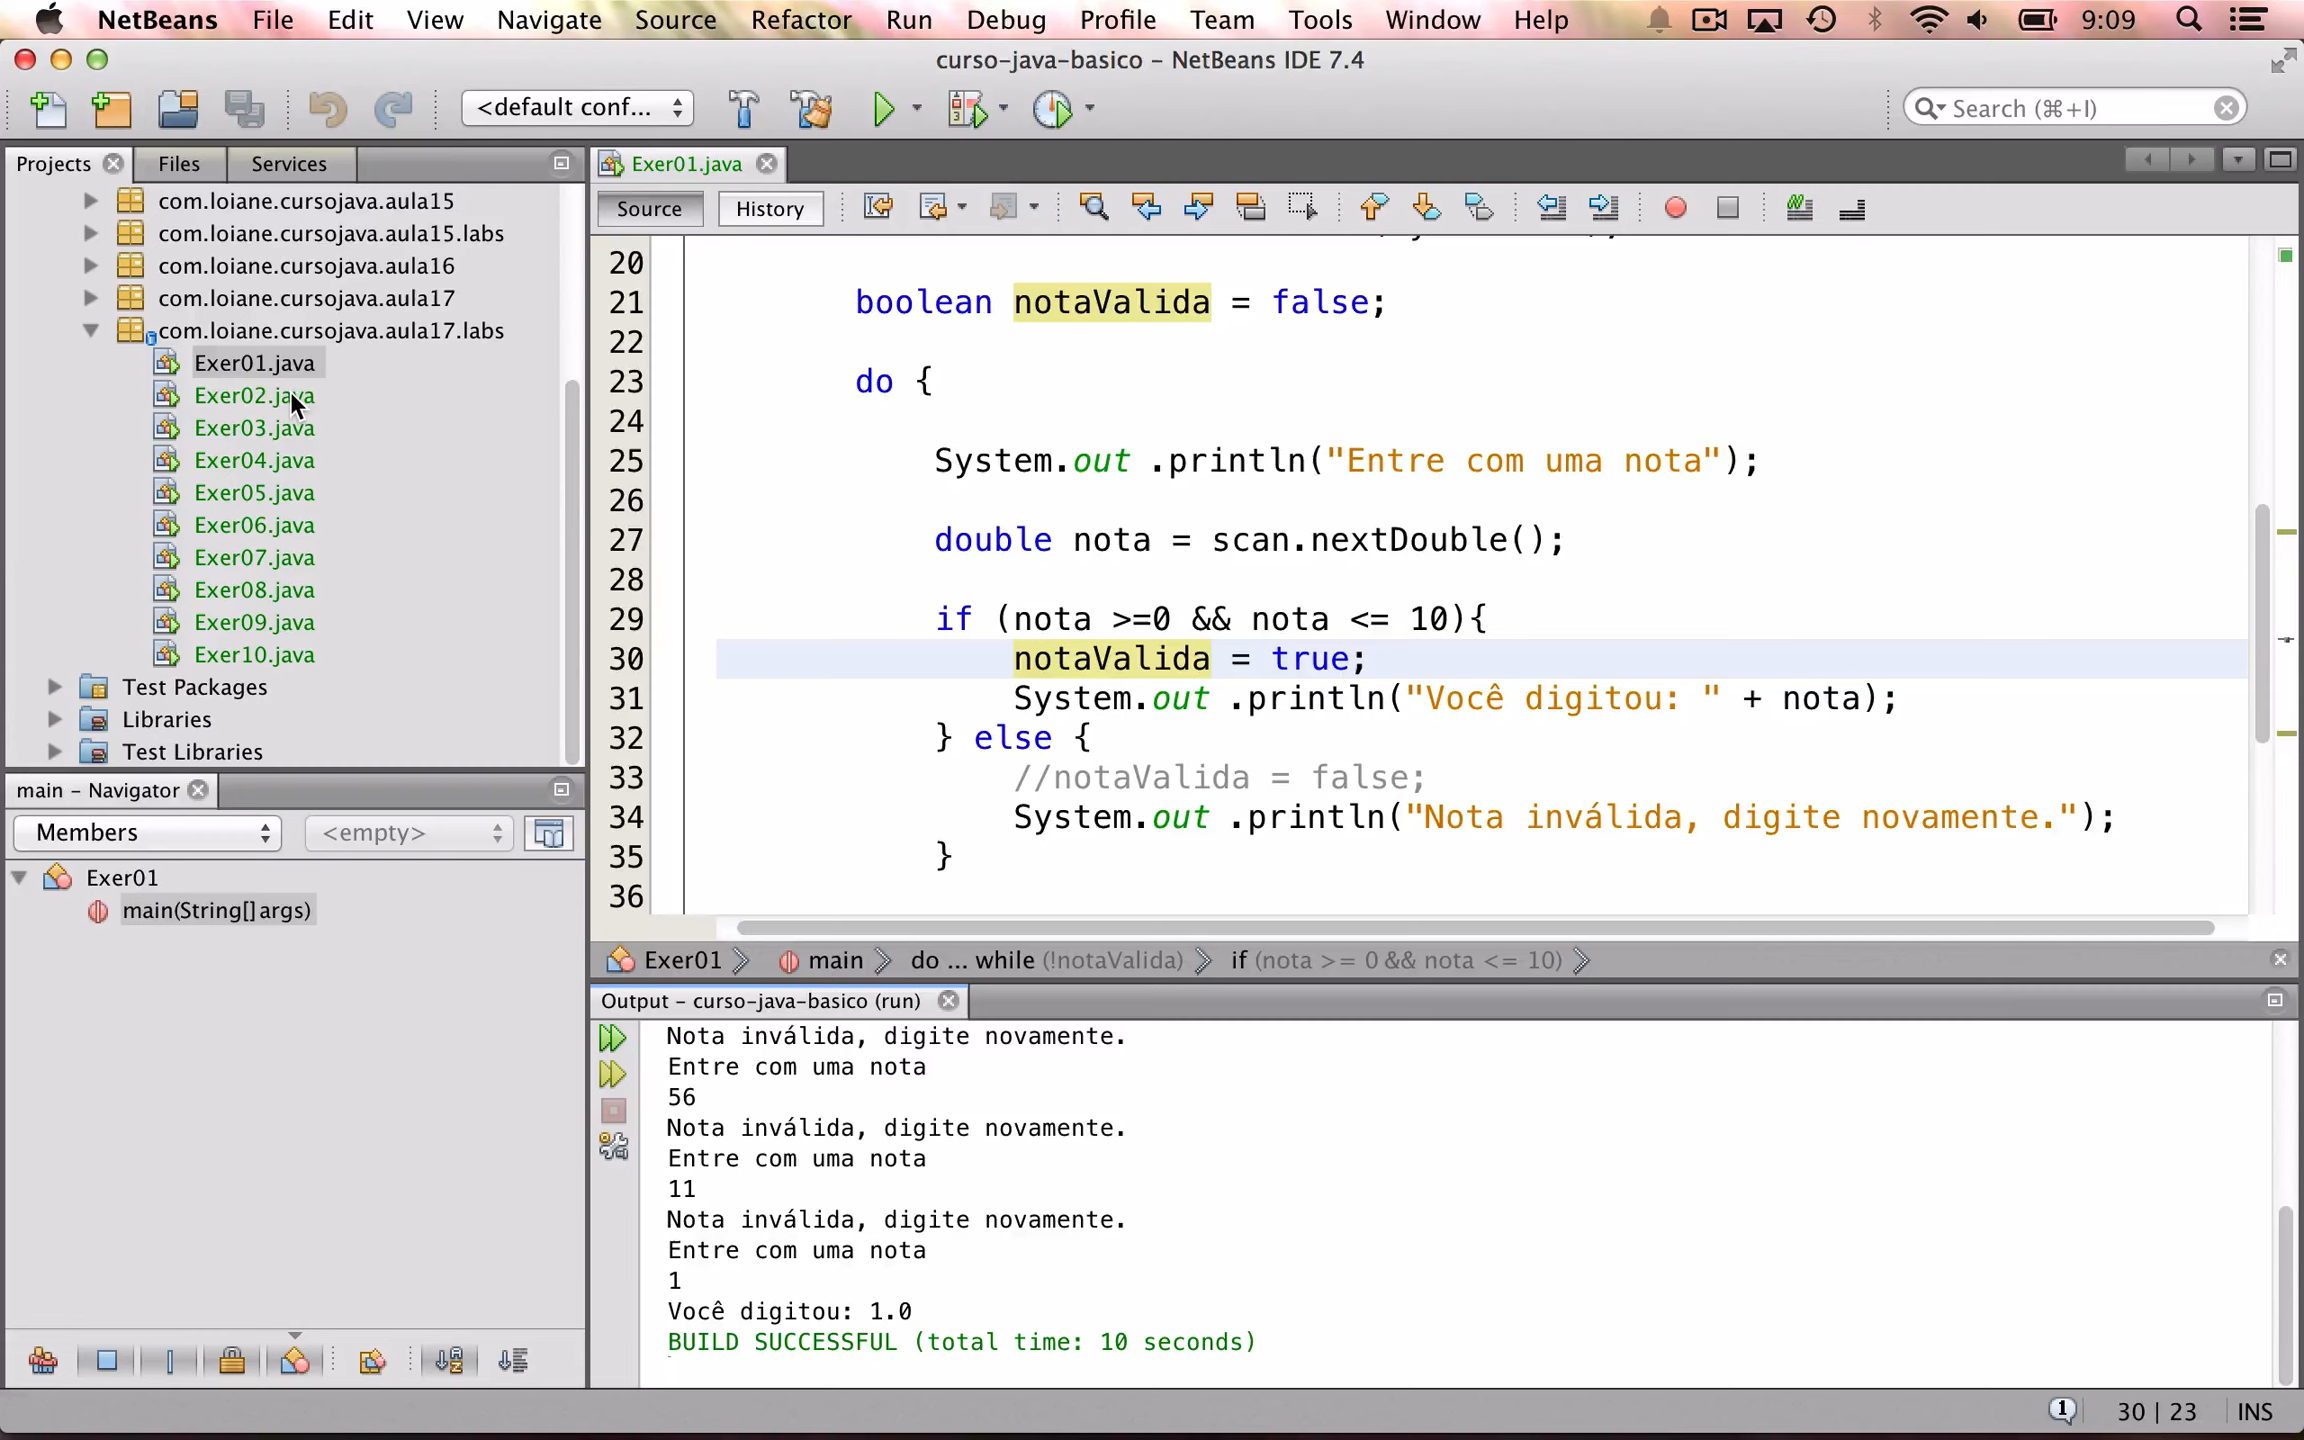 NetBeans File Edit View Navigate Source Refactor Run Debug Profile Team Tools Window Help 9:09
curso-java-basico – NetBeans IDE 7.4
<default conf... Search (⌘+I)
Projects Files Services
com.loiane.cursojava.aula15
com.loiane.cursojava.aula15.labs
com.loiane.cursojava.aula16
com.loiane.cursojava.aula17
com.loiane.cursojava.aula17.labs
Exer01.java
Exer02.java
Exer03.java
Exer04.java
Exer05.java
Exer06.java
Exer07.java
Exer08.java
Exer09.java
Exer10.java
Test Packages
Libraries
Test Libraries
main – Navigator
Members <empty>
Exer01
main(String[] args)
Exer01.java
Source History
20
21 boolean notaValida = false;
22
23 do {
24
25 System.out .println("Entre com uma nota");
26
27 double nota = scan.nextDouble();
28
29 if (nota >=0 && nota <= 10){
30 notaValida = true;
31 System.out .println("Você digitou: " + nota);
32 } else {
33 //notaValida = false;
34 System.out .println("Nota inválida, digite novamente.");
35 }
36
Exer01 main do ... while (!notaValida) if (nota >= 0 && nota <= 10)
Output – curso-java-basico (run)
Nota inválida, digite novamente.
Entre com uma nota
56
Nota inválida, digite novamente.
Entre com uma nota
11
Nota inválida, digite novamente.
Entre com uma nota
1
Você digitou: 1.0
BUILD SUCCESSFUL (total time: 10 seconds)
1 30 | 23 INS